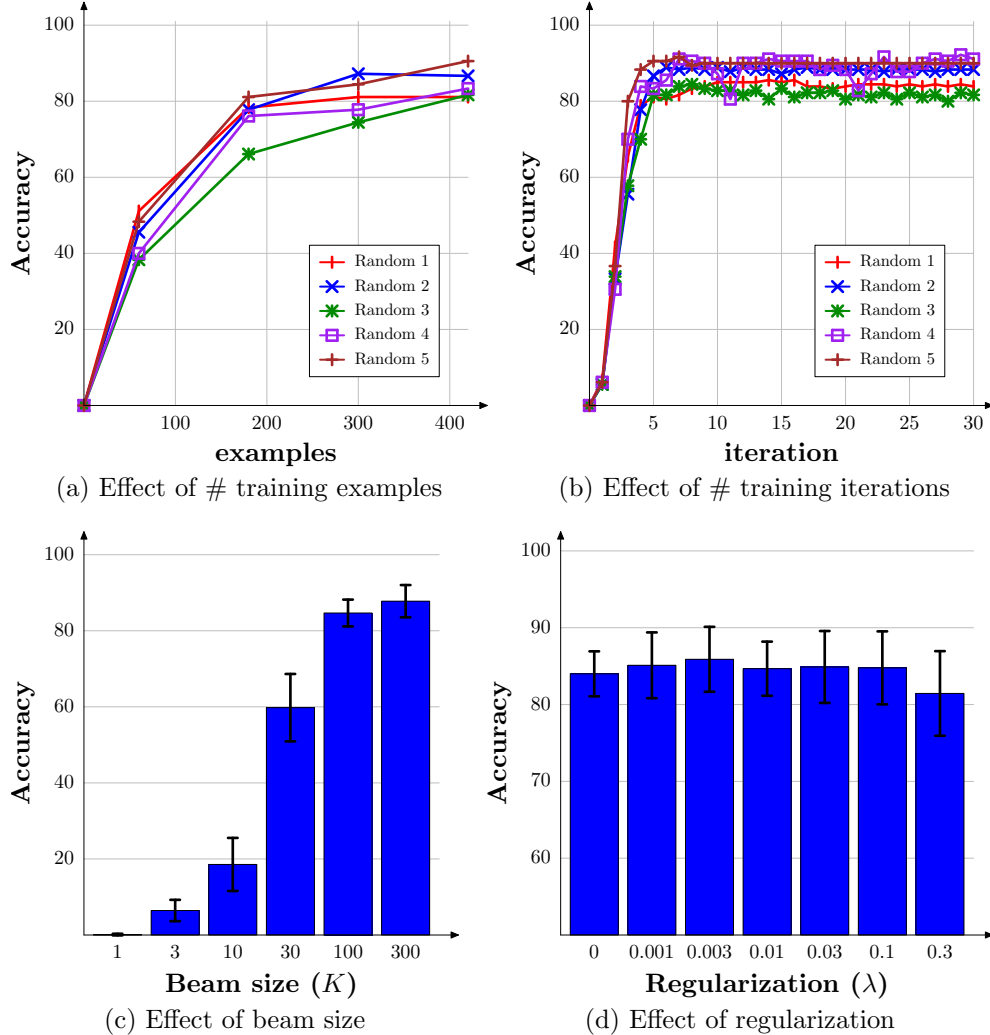 100
80
60
40
20
Accuracy
100
200
300
400
examples
Random 1
Random 2
Random 3
Random 4
Random 5
(a) Effect of # training examples
100
80
60
40
20
Accuracy
5
10
15
20
25
30
iteration
Random 1
Random 2
Random 3
Random 4
Random 5
(b) Effect of # training iterations
100
80
60
40
20
Accuracy
1
3
10
30
100
300
Beam size (K)
(c) Effect of beam size
100
90
80
70
60
Accuracy
0
0.001
0.003
0.01
0.03
0.1
0.3
Regularization (λ)
(d) Effect of regularization